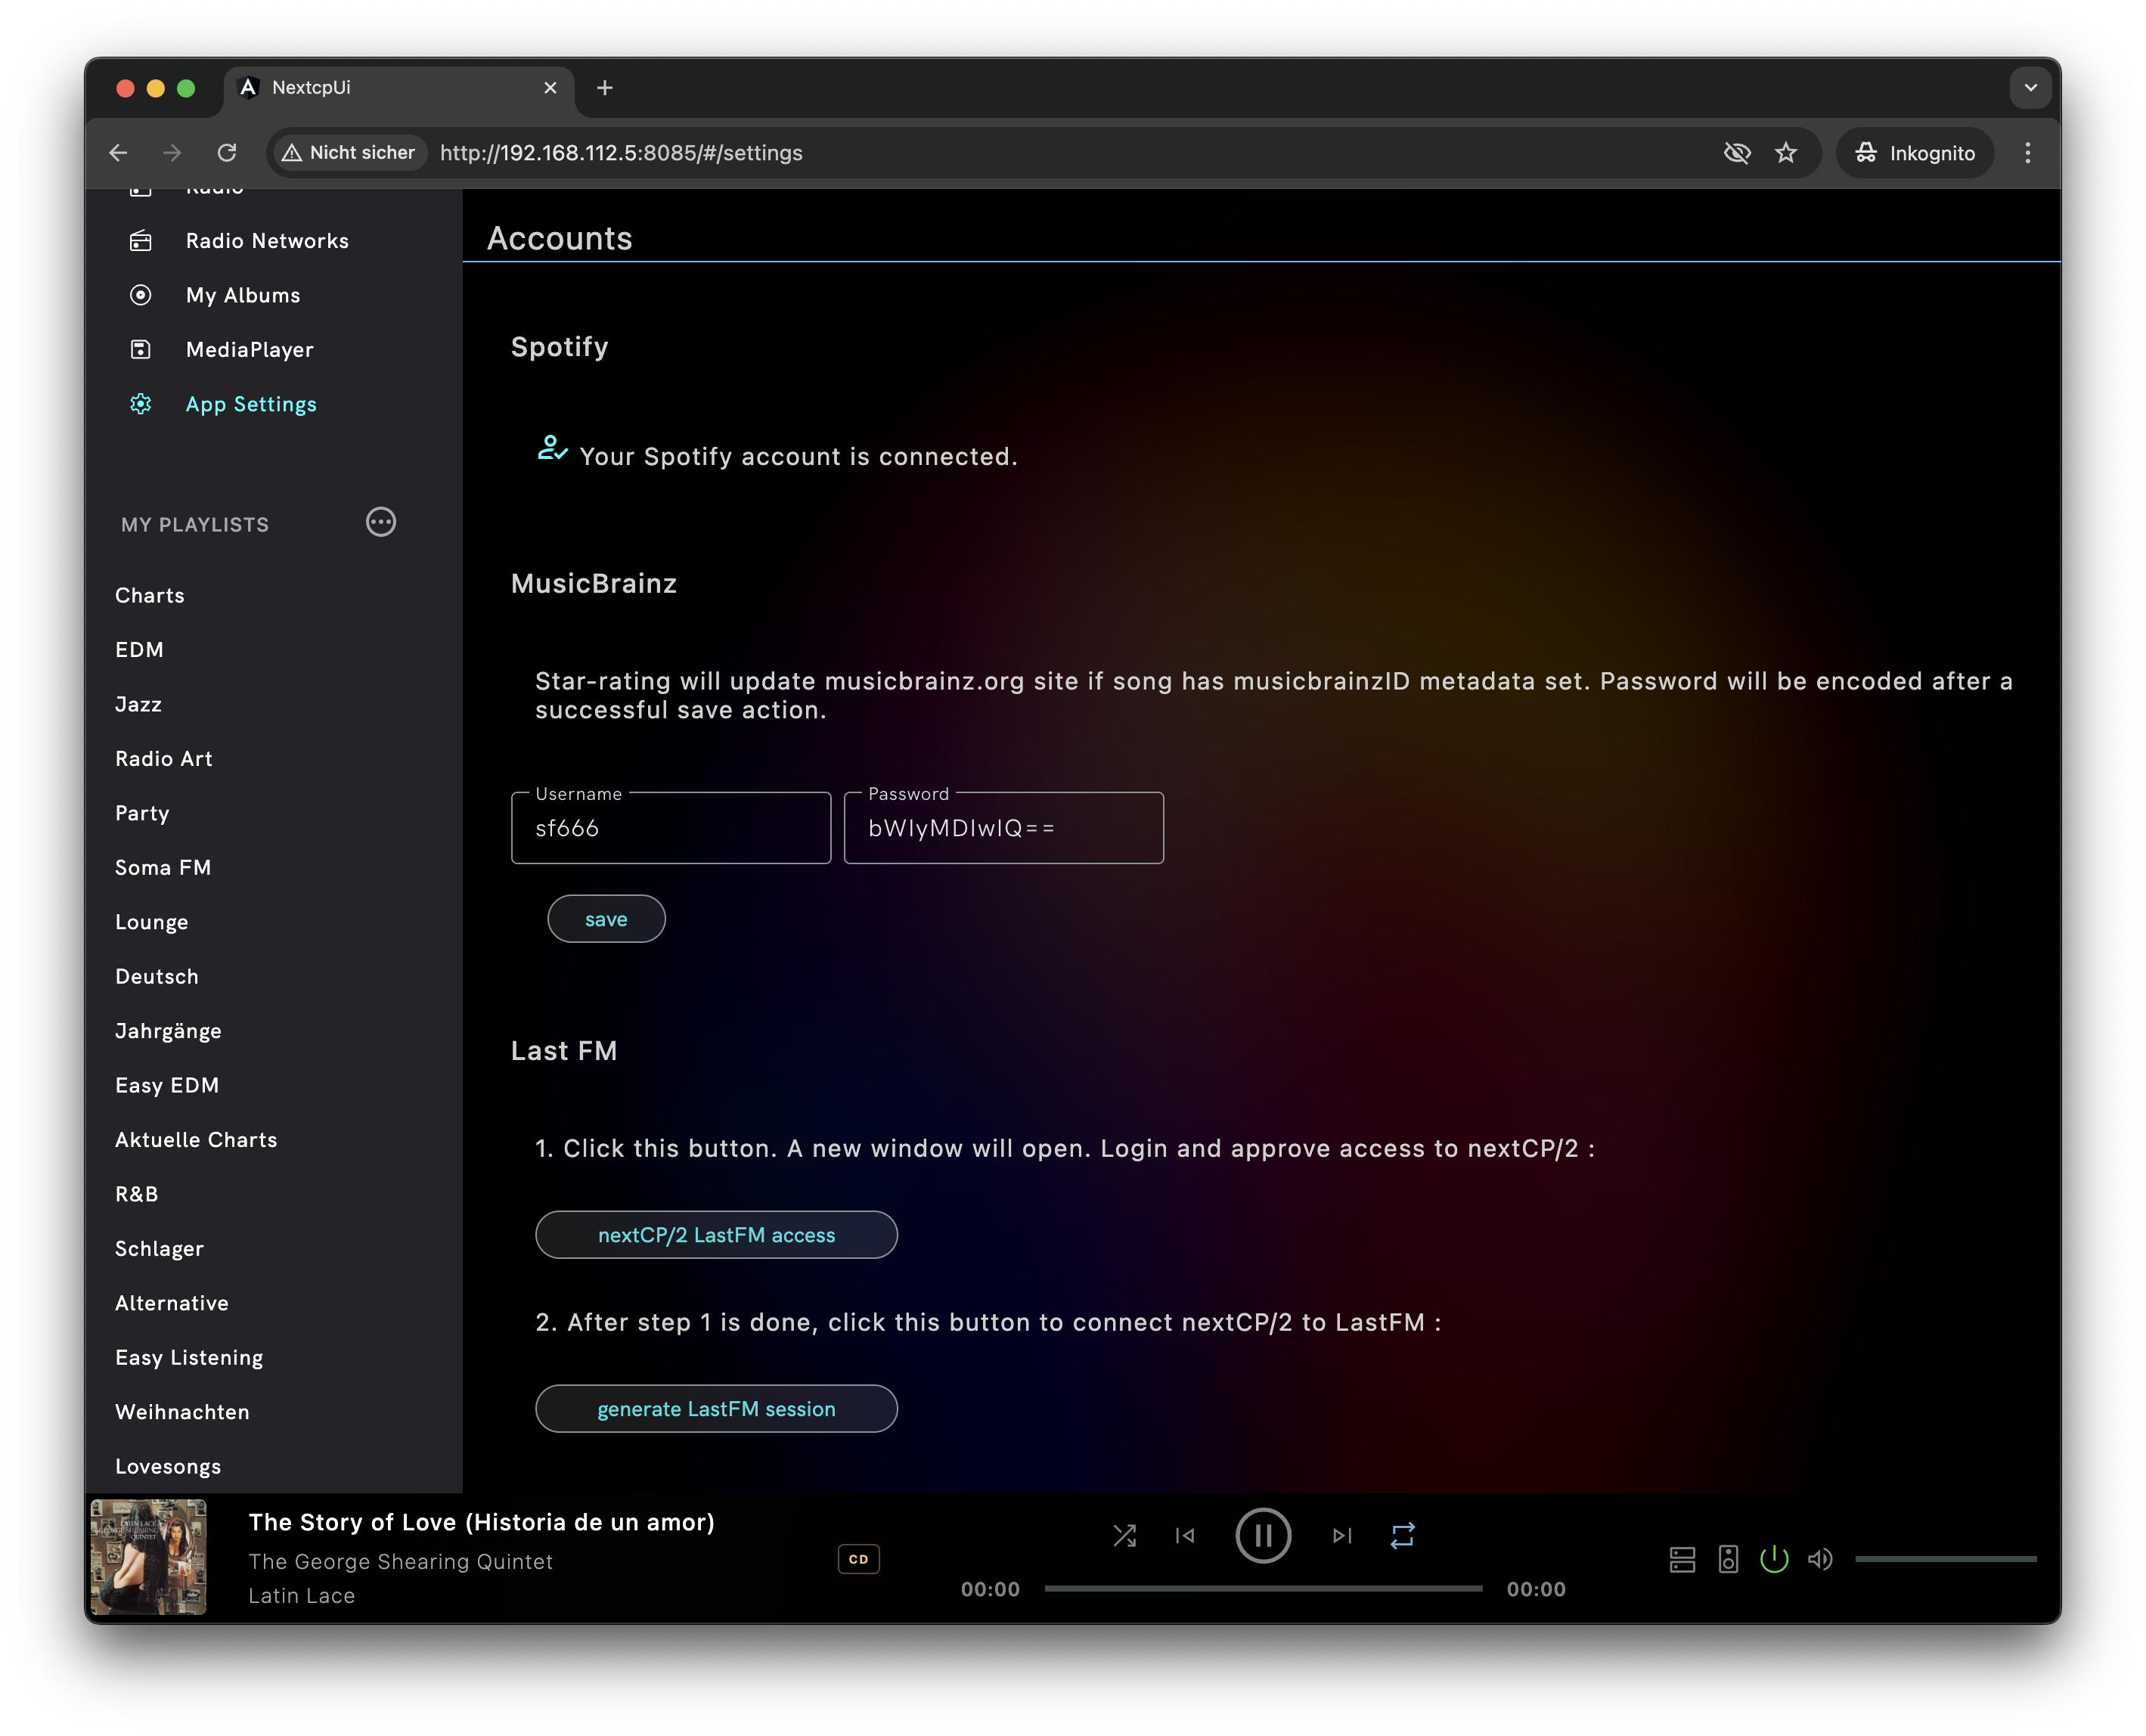 NextcpUi
Nicht sicher
http://192.168.112.5:8085/#/settings
Inkognito
Radio
Radio Networks
My Albums
MediaPlayer
App Settings
MY PLAYLISTS
Charts
EDM
Jazz
Radio Art
Party
Soma FM
Lounge
Deutsch
Jahrgänge
Easy EDM
Aktuelle Charts
R&B
Schlager
Alternative
Easy Listening
Weihnachten
Lovesongs
Accounts
Spotify
Your Spotify account is connected.
MusicBrainz
Star-rating will update musicbrainz.org site if song has musicbrainzID metadata set. Password will be encoded after a
successful save action.
Username
sf666
Password
bWIyMDIwIQ==
save
Last FM
1. Click this button. A new window will open. Login and approve access to nextCP/2 :
nextCP/2 LastFM access
2. After step 1 is done, click this button to connect nextCP/2 to LastFM :
generate LastFM session
The Story of Love (Historia de un amor)
The George Shearing Quintet
Latin Lace
CD
00:00
00:00